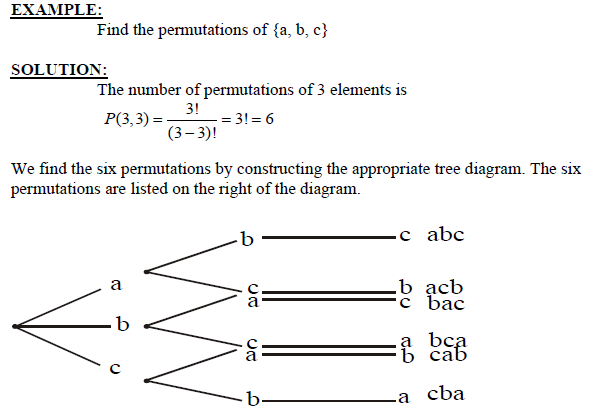 EXAMPLE:
Find the permutations of {a, b, c}
SOLUTION:
The number of permutations of 3 elements is
P(3,3) = 3! / (3 − 3)! = 3! = 6
We find the six permutations by constructing the appropriate tree diagram. The six
permutations are listed on the right of the diagram.
b c abc
a
c b acb
a c bac
b
c a bca
a b cab
c
b a cba